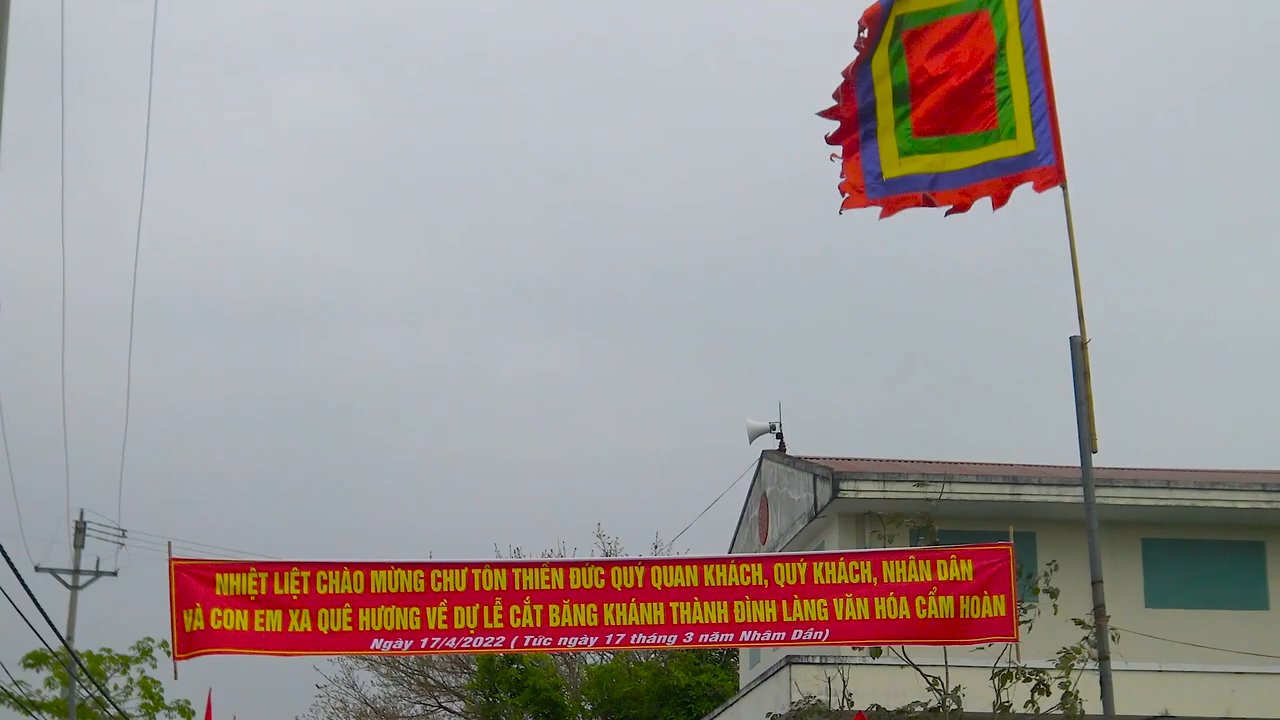 NHIỆT LIỆT CHÀO MỪNG CHƯ TÔN THIỀN ĐỨC QUÝ QUAN KHÁCH, QUÝ KHÁCH, NHÂN DÂN
VÀ CON EM XA QUÊ HƯƠNG VỀ DỰ LỄ CẮT BĂNG KHÁNH THÀNH ĐÌNH LÀNG VĂN HÓA CẨM HOÀN
Ngày 17/4/2022 ( Tức ngày 17 tháng 3 năm Nhâm Dần)